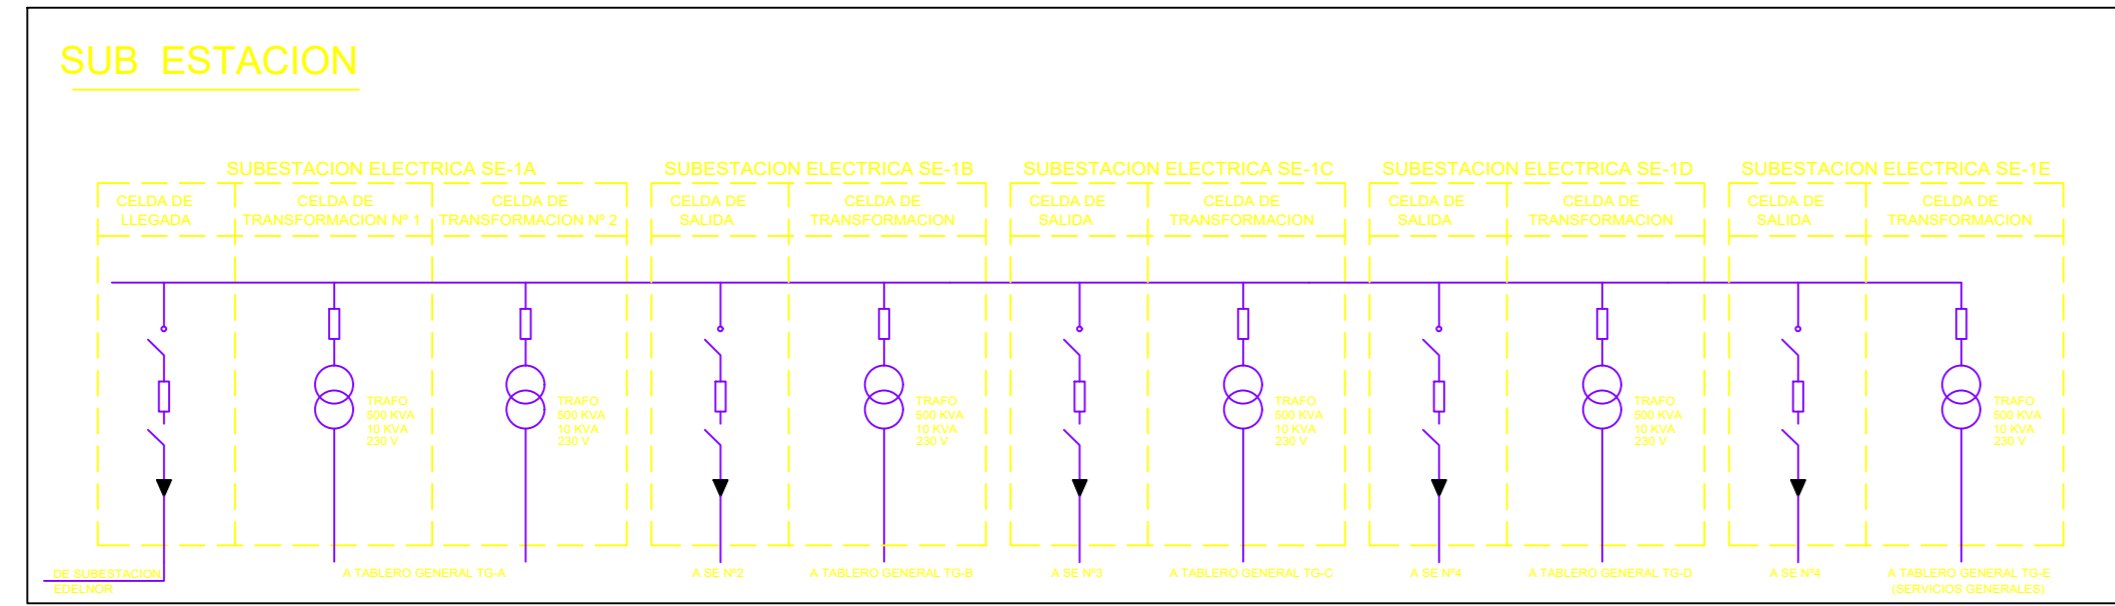 SUB ESTACION
SUBESTACION ELECTRICA SE-1A
CELDA DE
LLEGADA
CELDA DE
TRANSFORMACION Nº 1
CELDA DE
TRANSFORMACION Nº 2
TRAFO
500 KVA
10 KVA
230 V
TRAFO
500 KVA
10 KVA
230 V
DE SUBESTACION
EDELNOR
A TABLERO GENERAL TG-A
SUBESTACION ELECTRICA SE-1B
CELDA DE
SALIDA
CELDA DE
TRANSFORMACION
TRAFO
500 KVA
10 KVA
230 V
A SE Nº2
A TABLERO GENERAL TG-B
SUBESTACION ELECTRICA SE-1C
CELDA DE
SALIDA
CELDA DE
TRANSFORMACION
TRAFO
500 KVA
10 KVA
230 V
A SE Nº3
A TABLERO GENERAL TG-C
SUBESTACION ELECTRICA SE-1D
CELDA DE
SALIDA
CELDA DE
TRANSFORMACION
TRAFO
500 KVA
10 KVA
230 V
A SE Nº4
A TABLERO GENERAL TG-D
SUBESTACION ELECTRICA SE-1E
CELDA DE
SALIDA
CELDA DE
TRANSFORMACION
TRAFO
500 KVA
10 KVA
230 V
A SE Nº4
A TABLERO GENERAL TG-E
(SERVICIOS GENERALES)